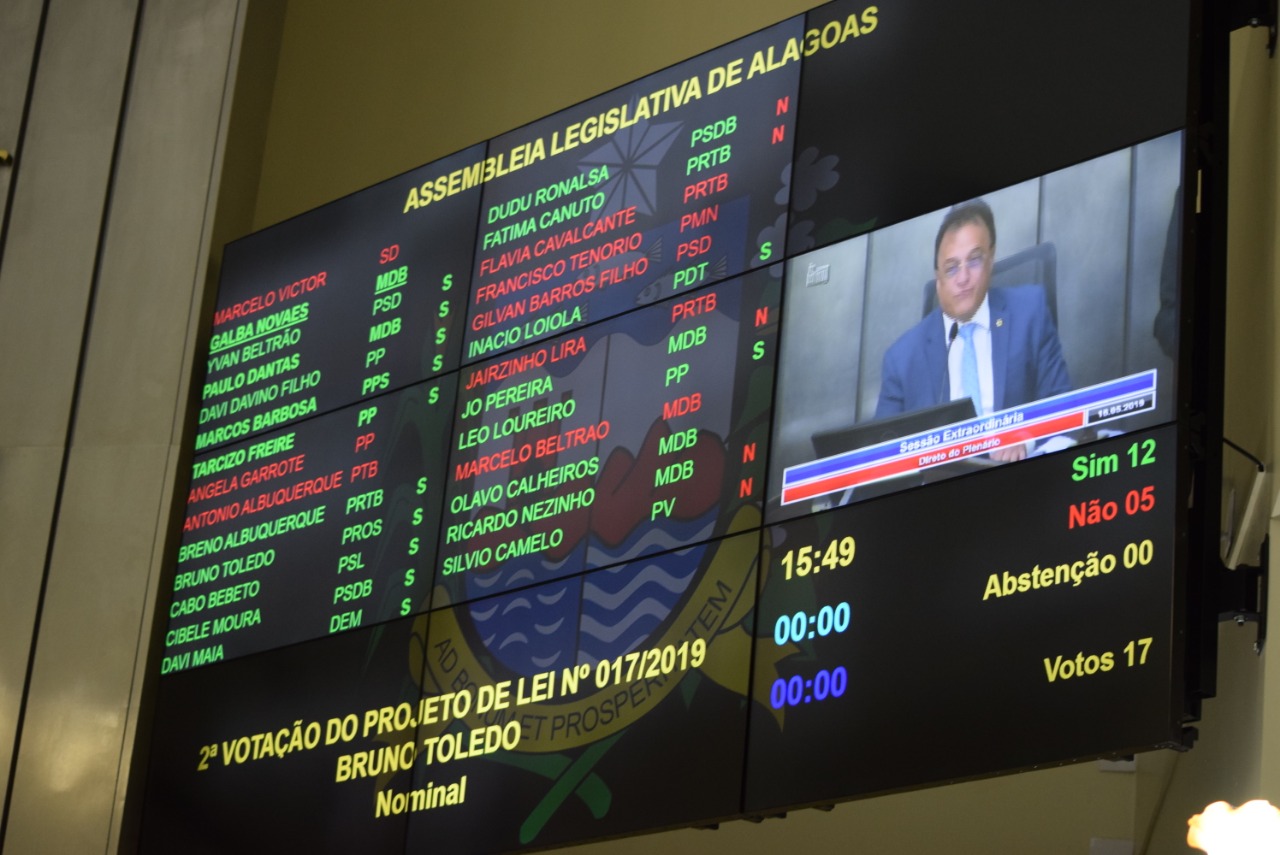 ASSEMBLEIA LEGISLATIVA DE ALAGOAS
MARCELO VICTOR SD
GALBA NOVAES MDB
YVAN BELTRÃO PSD S
PAULO DANTAS MDB S
DAVI DAVINO FILHO PP S
MARCOS BARBOSA PPS S
TARCIZO FREIRE PP S
ANGELA GARROTE PP
ANTONIO ALBUQUERQUE PTB
BRENO ALBUQUERQUE PRTB S
BRUNO TOLEDO PROS S
CABO BEBETO PSL S
CIBELE MOURA PSDB S
DAVI MAIA DEM S
DUDU RONALSA PSDB N
FATIMA CANUTO PRTB N
FLAVIA CAVALCANTE PRTB
FRANCISCO TENORIO PMN
GILVAN BARROS FILHO PSD
INACIO LOIOLA PDT S
JAIRZINHO LIRA PRTB
JO PEREIRA MDB N
LEO LOUREIRO PP S
MARCELO BELTRAO MDB
OLAVO CALHEIROS MDB
RICARDO NEZINHO MDB N
SILVIO CAMELO PV N
Sessão Extraordinária
Direto do Plenário
16.05.2019
Sim 12
Não 05
Abstenção 00
Votos 17
15:49
00:00
00:00
2ª VOTAÇÃO DO PROJETO DE LEI Nº 017/2019
BRUNO TOLEDO
Nominal